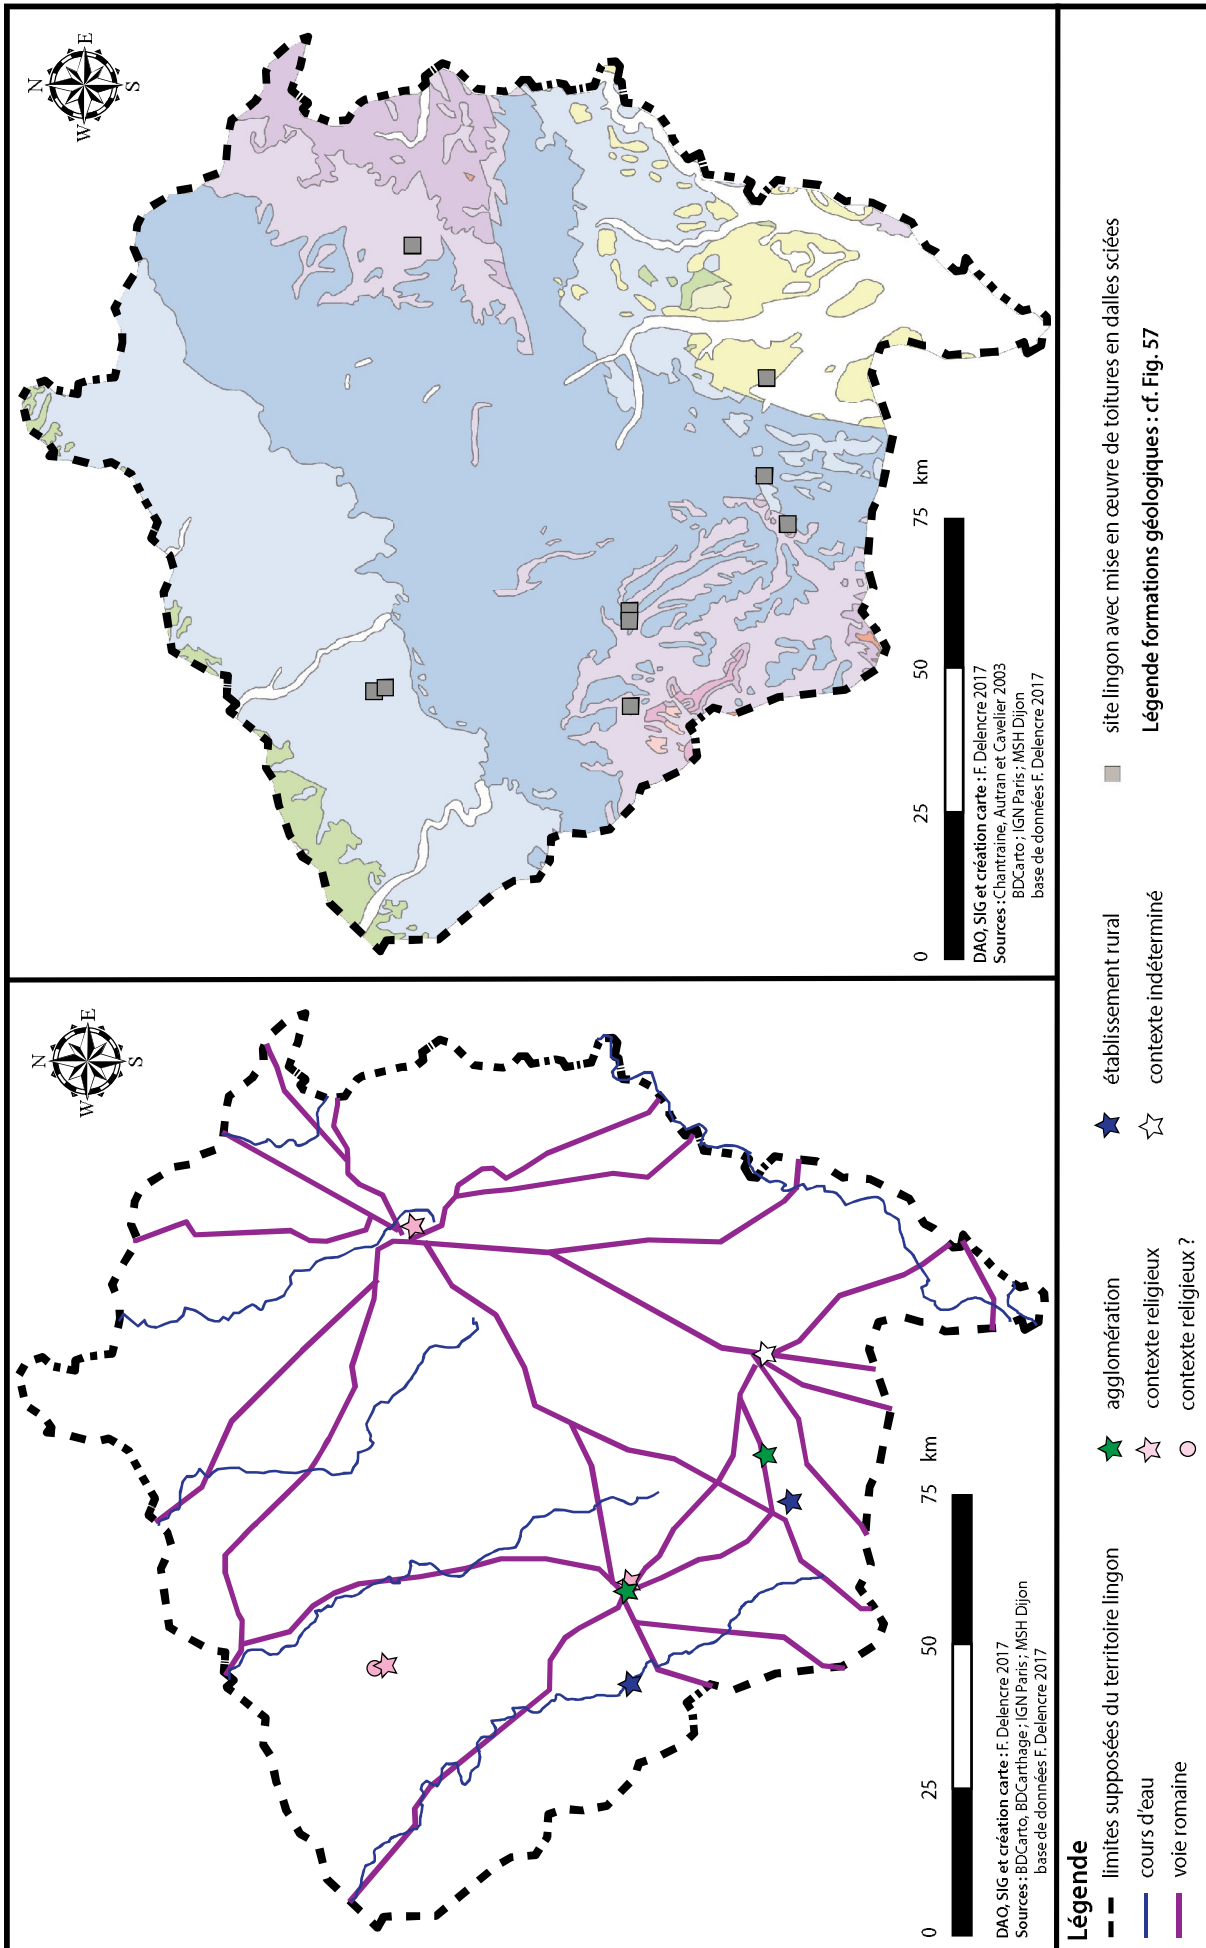 N
E
S
W
0
25
50
75
km
DAO, SIG et création carte : F. Delencre 2017
Sources : BDCarto, BDCarthage ; IGN Paris ; MSH Dijon
base de données F. Delencre 2017
N
E
S
W
0
25
50
75
km
DAO, SIG et création carte : F. Delencre 2017
Sources : Chantraine, Autran et Cavelier 2003
BDCarto ; IGN Paris ; MSH Dijon
base de données F. Delencre 2017
Légende
limites supposées du territoire lingon
cours d'eau
voie romaine
agglomération
contexte religieux
contexte religieux ?
établissement rural
contexte indéterminé
site lingon avec mise en œuvre de toitures en dalles sciées
Légende formations géologiques : cf. Fig. 57